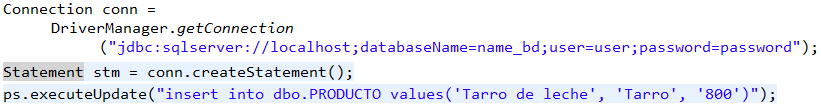 Connection conn =
DriverManager.getConnection
("jdbc:sqlserver://localhost;databaseName=name_bd;user=user;password=password");
Statement stm = conn.createStatement();
ps.executeUpdate("insert into dbo.PRODUCTO values('Tarro de leche', 'Tarro', '800')");